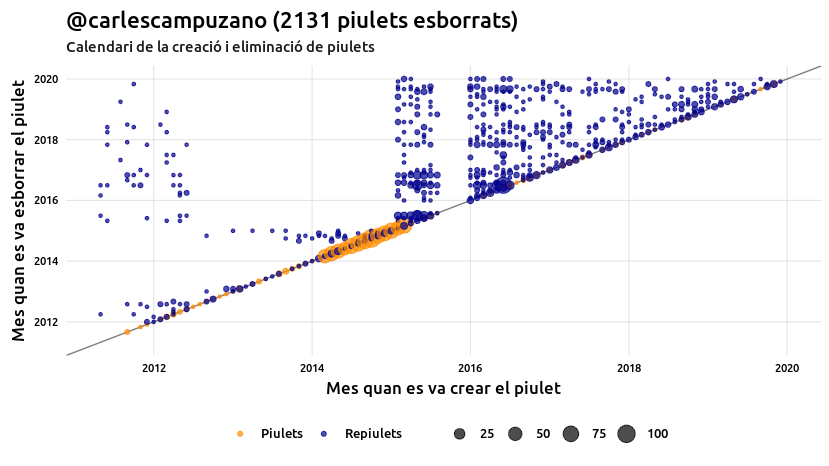 @carlescampuzano (2131 piulets esborrats)
Calendari de la creació i eliminació de piulets
Mes quan es va esborrar el piulet
2020
2018
2016
2014
2012
2012 2014 2016 2018 2020
Mes quan es va crear el piulet
Piulets Repiulets 25 50 75 100